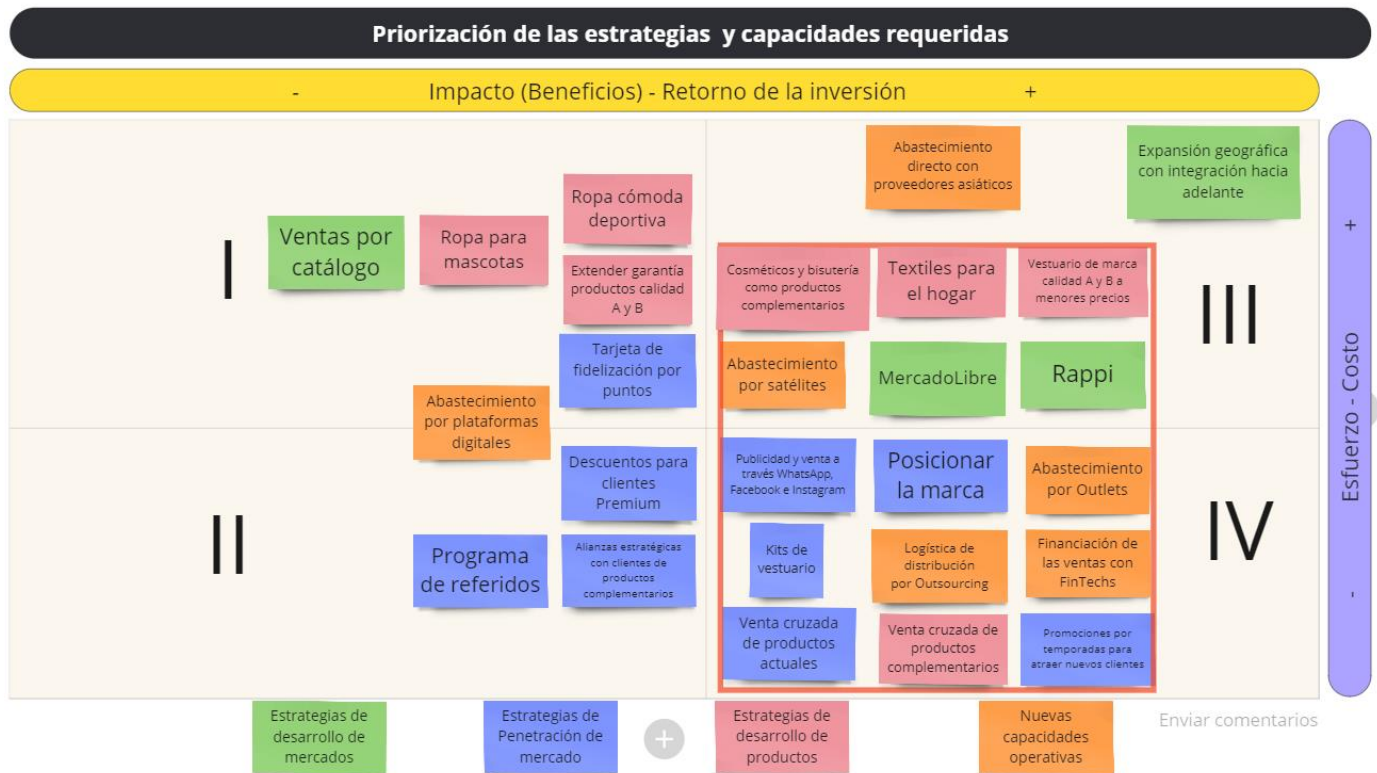 Priorización de las estrategias y capacidades requeridas
- Impacto (Beneficios) - Retorno de la inversión +
Abastecimiento
directo con
proveedores asiáticos
Expansión geográfica
con integración hacia
adelante
I
Ventas por
catálogo
Ropa para
mascotas
Ropa cómoda
deportiva
Extender garantía
productos calidad
A y B
Tarjeta de
fidelización por
puntos
Abastecimiento
por plataformas
digitales
Cosméticos y bisutería
como productos
complementarios
Textiles para
el hogar
Vestuario de marca
calidad A y B a
menores precios
III
Abastecimiento
por satélites
MercadoLibre
Rappi
+
Esfuerzo - Costo
-
II
Descuentos para
clientes
Premium
Programa
de referidos
Alianzas estratégicas
con clientes de
productos
complementarios
Publicidad y venta a
través WhatsApp,
Facebook e Instagram
Posicionar
la marca
Abastecimiento
por Outlets
IV
Kits de
vestuario
Logística de
distribución
por Outsourcing
Financiación de
las ventas con
FinTechs
Venta cruzada
de productos
actuales
Venta cruzada de
productos
complementarios
Promociones por
temporadas para
atraer nuevos clientes
Estrategias de
desarrollo de
mercados
Estrategias de
Penetración de
mercado
+
Estrategias de
desarrollo de
productos
Nuevas
capacidades
operativas
Enviar comentarios